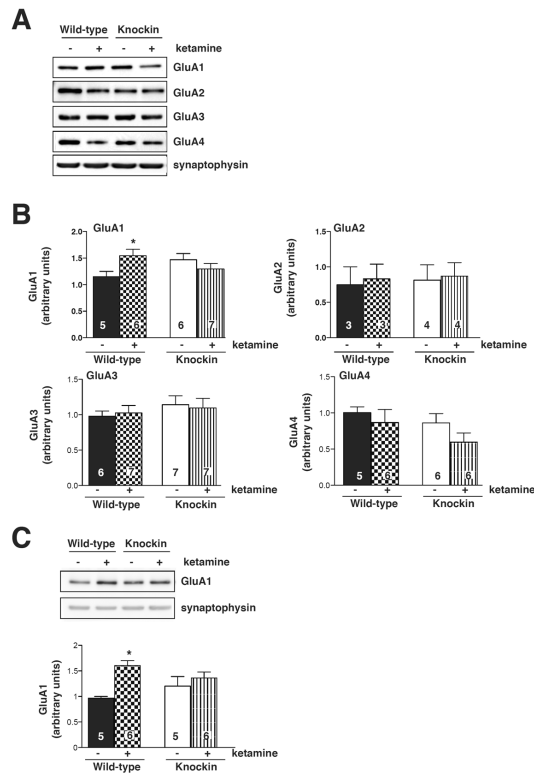 A
Wild-type Knockin
- + - + ketamine
GluA1
GluA2
GluA3
GluA4
synaptophysin
B
GluA1
GluA1
(arbitrary units)
2.0
1.5
1.0
0.5
0.0
5 6 6 7
- + - + ketamine
Wild-type Knockin
GluA2
GluA2
(arbitrary units)
1.5
1.0
0.5
0.0
3 3 4 4
- + - + ketamine
Wild-type Knockin
GluA3
GluA3
(arbitrary units)
1.5
1.0
0.5
6 7 7 7
- + - + ketamine
Wild-type Knockin
GluA4
GluA4
(arbitrary units)
1.5
1.0
0.5
0.0
5 6 6 6
- + - + ketamine
Wild-type Knockin
C
Wild-type Knockin
- + - + ketamine
GluA1
synaptophysin
GluA1
(arbitrary units)
2
1.5
1
0.5
0
*
5 6 5 6
- + - + ketamine
Wild-type Knockin